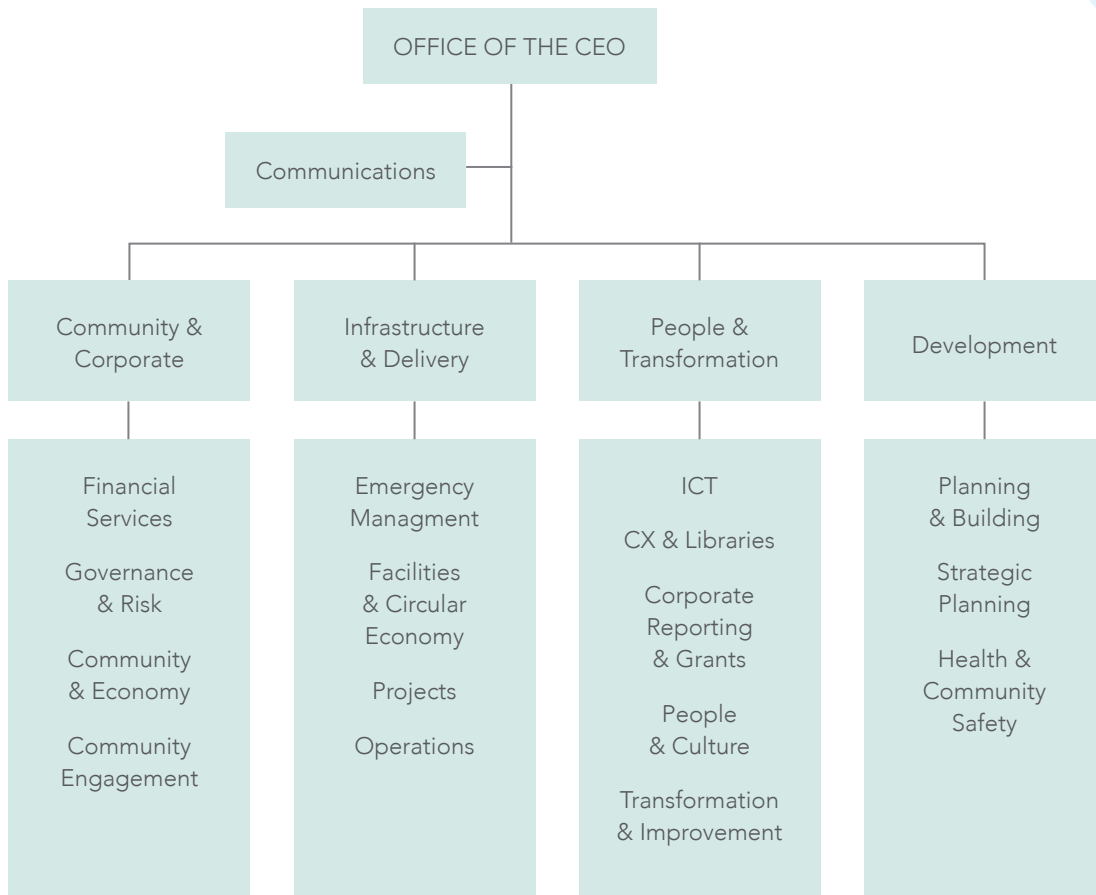 OFFICE OF THE CEO
Communications
Community &
Corporate
Infrastructure
& Delivery
People &
Transformation
Development
Financial
Services
Governance
& Risk
Community
& Economy
Community
Engagement
Emergency
Managment
Facilities
& Circular
Economy
Projects
Operations
ICT
CX & Libraries
Corporate
Reporting
& Grants
People
& Culture
Transformation
& Improvement
Planning
& Building
Strategic
Planning
Health &
Community
Safety